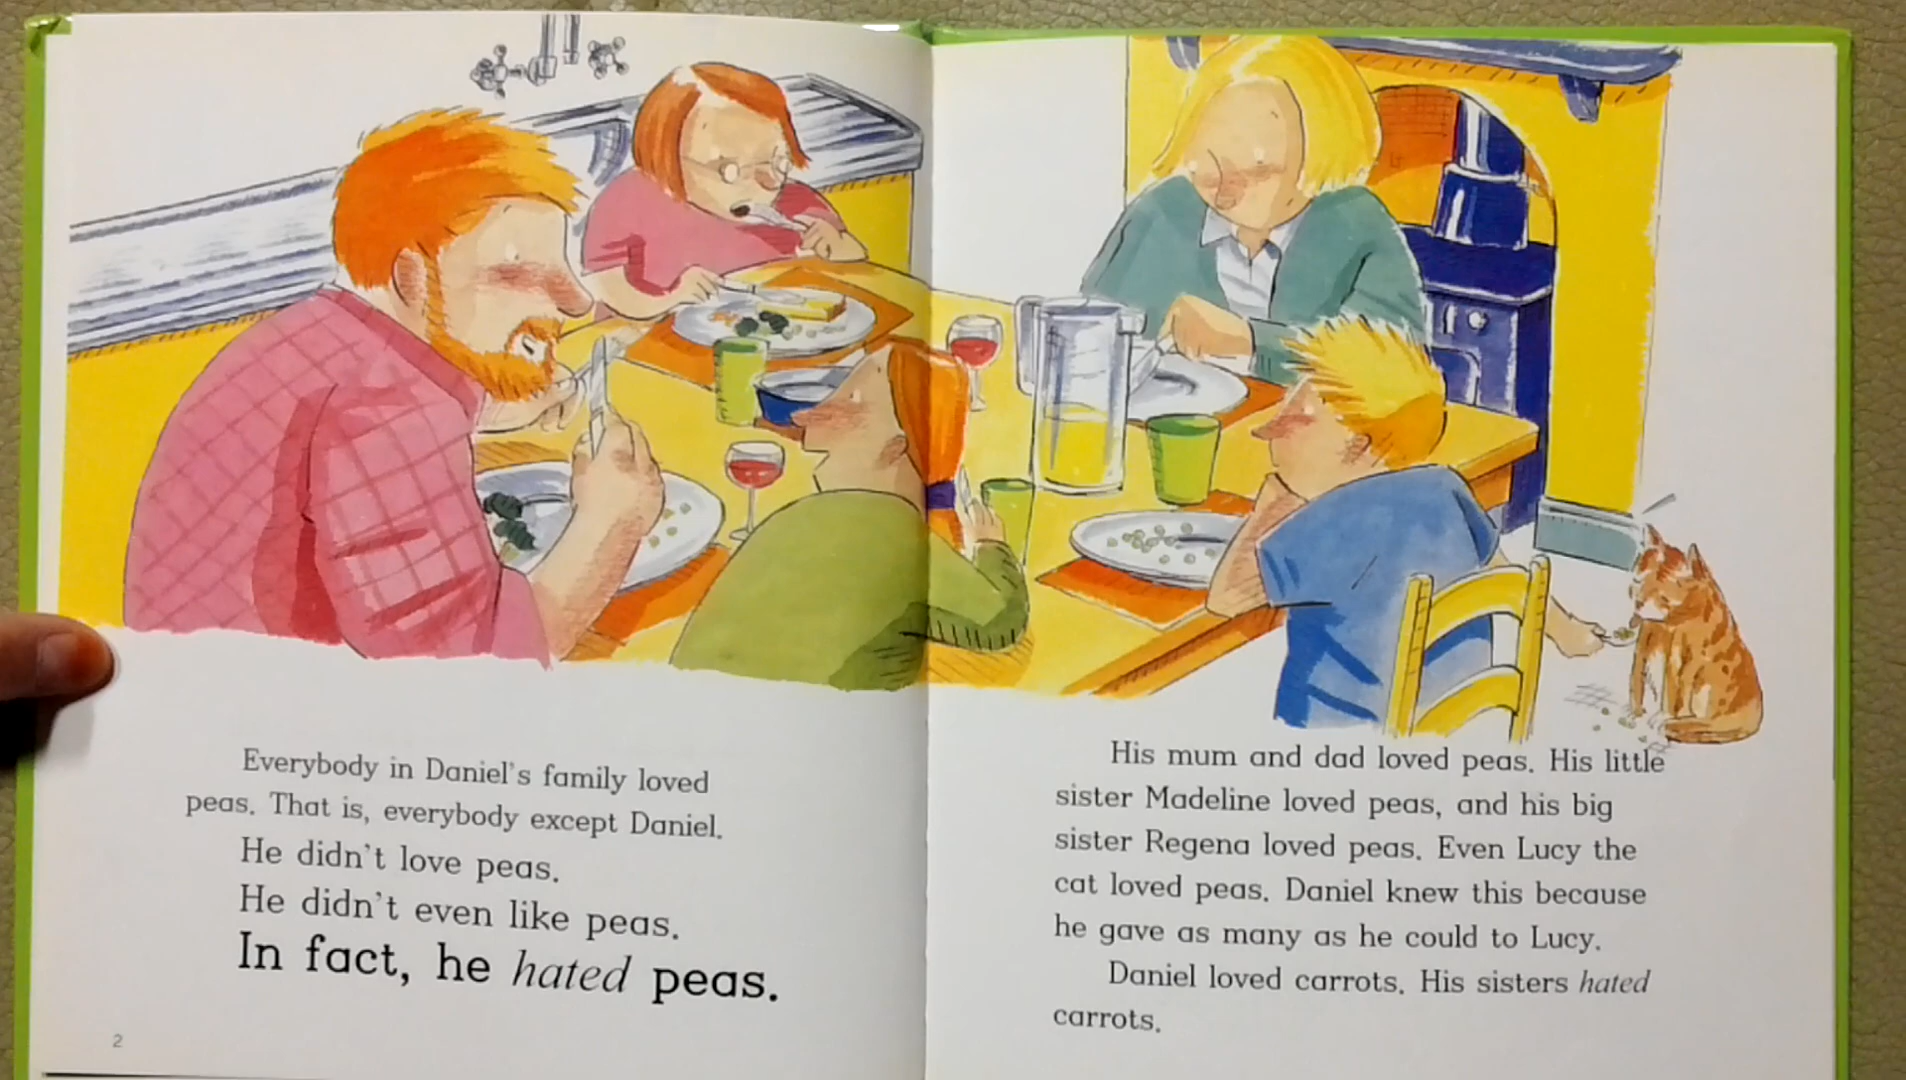 Everybody in Daniel's family loved
peas. That is, everybody except Daniel.
He didn't love peas.
He didn't even like peas.
In fact, he hated peas.
2
His mum and dad loved peas. His little
sister Madeline loved peas, and his big
sister Regena loved peas. Even Lucy the
cat loved peas. Daniel knew this because
he gave as many as he could to Lucy.
Daniel loved carrots. His sisters hated
carrots.